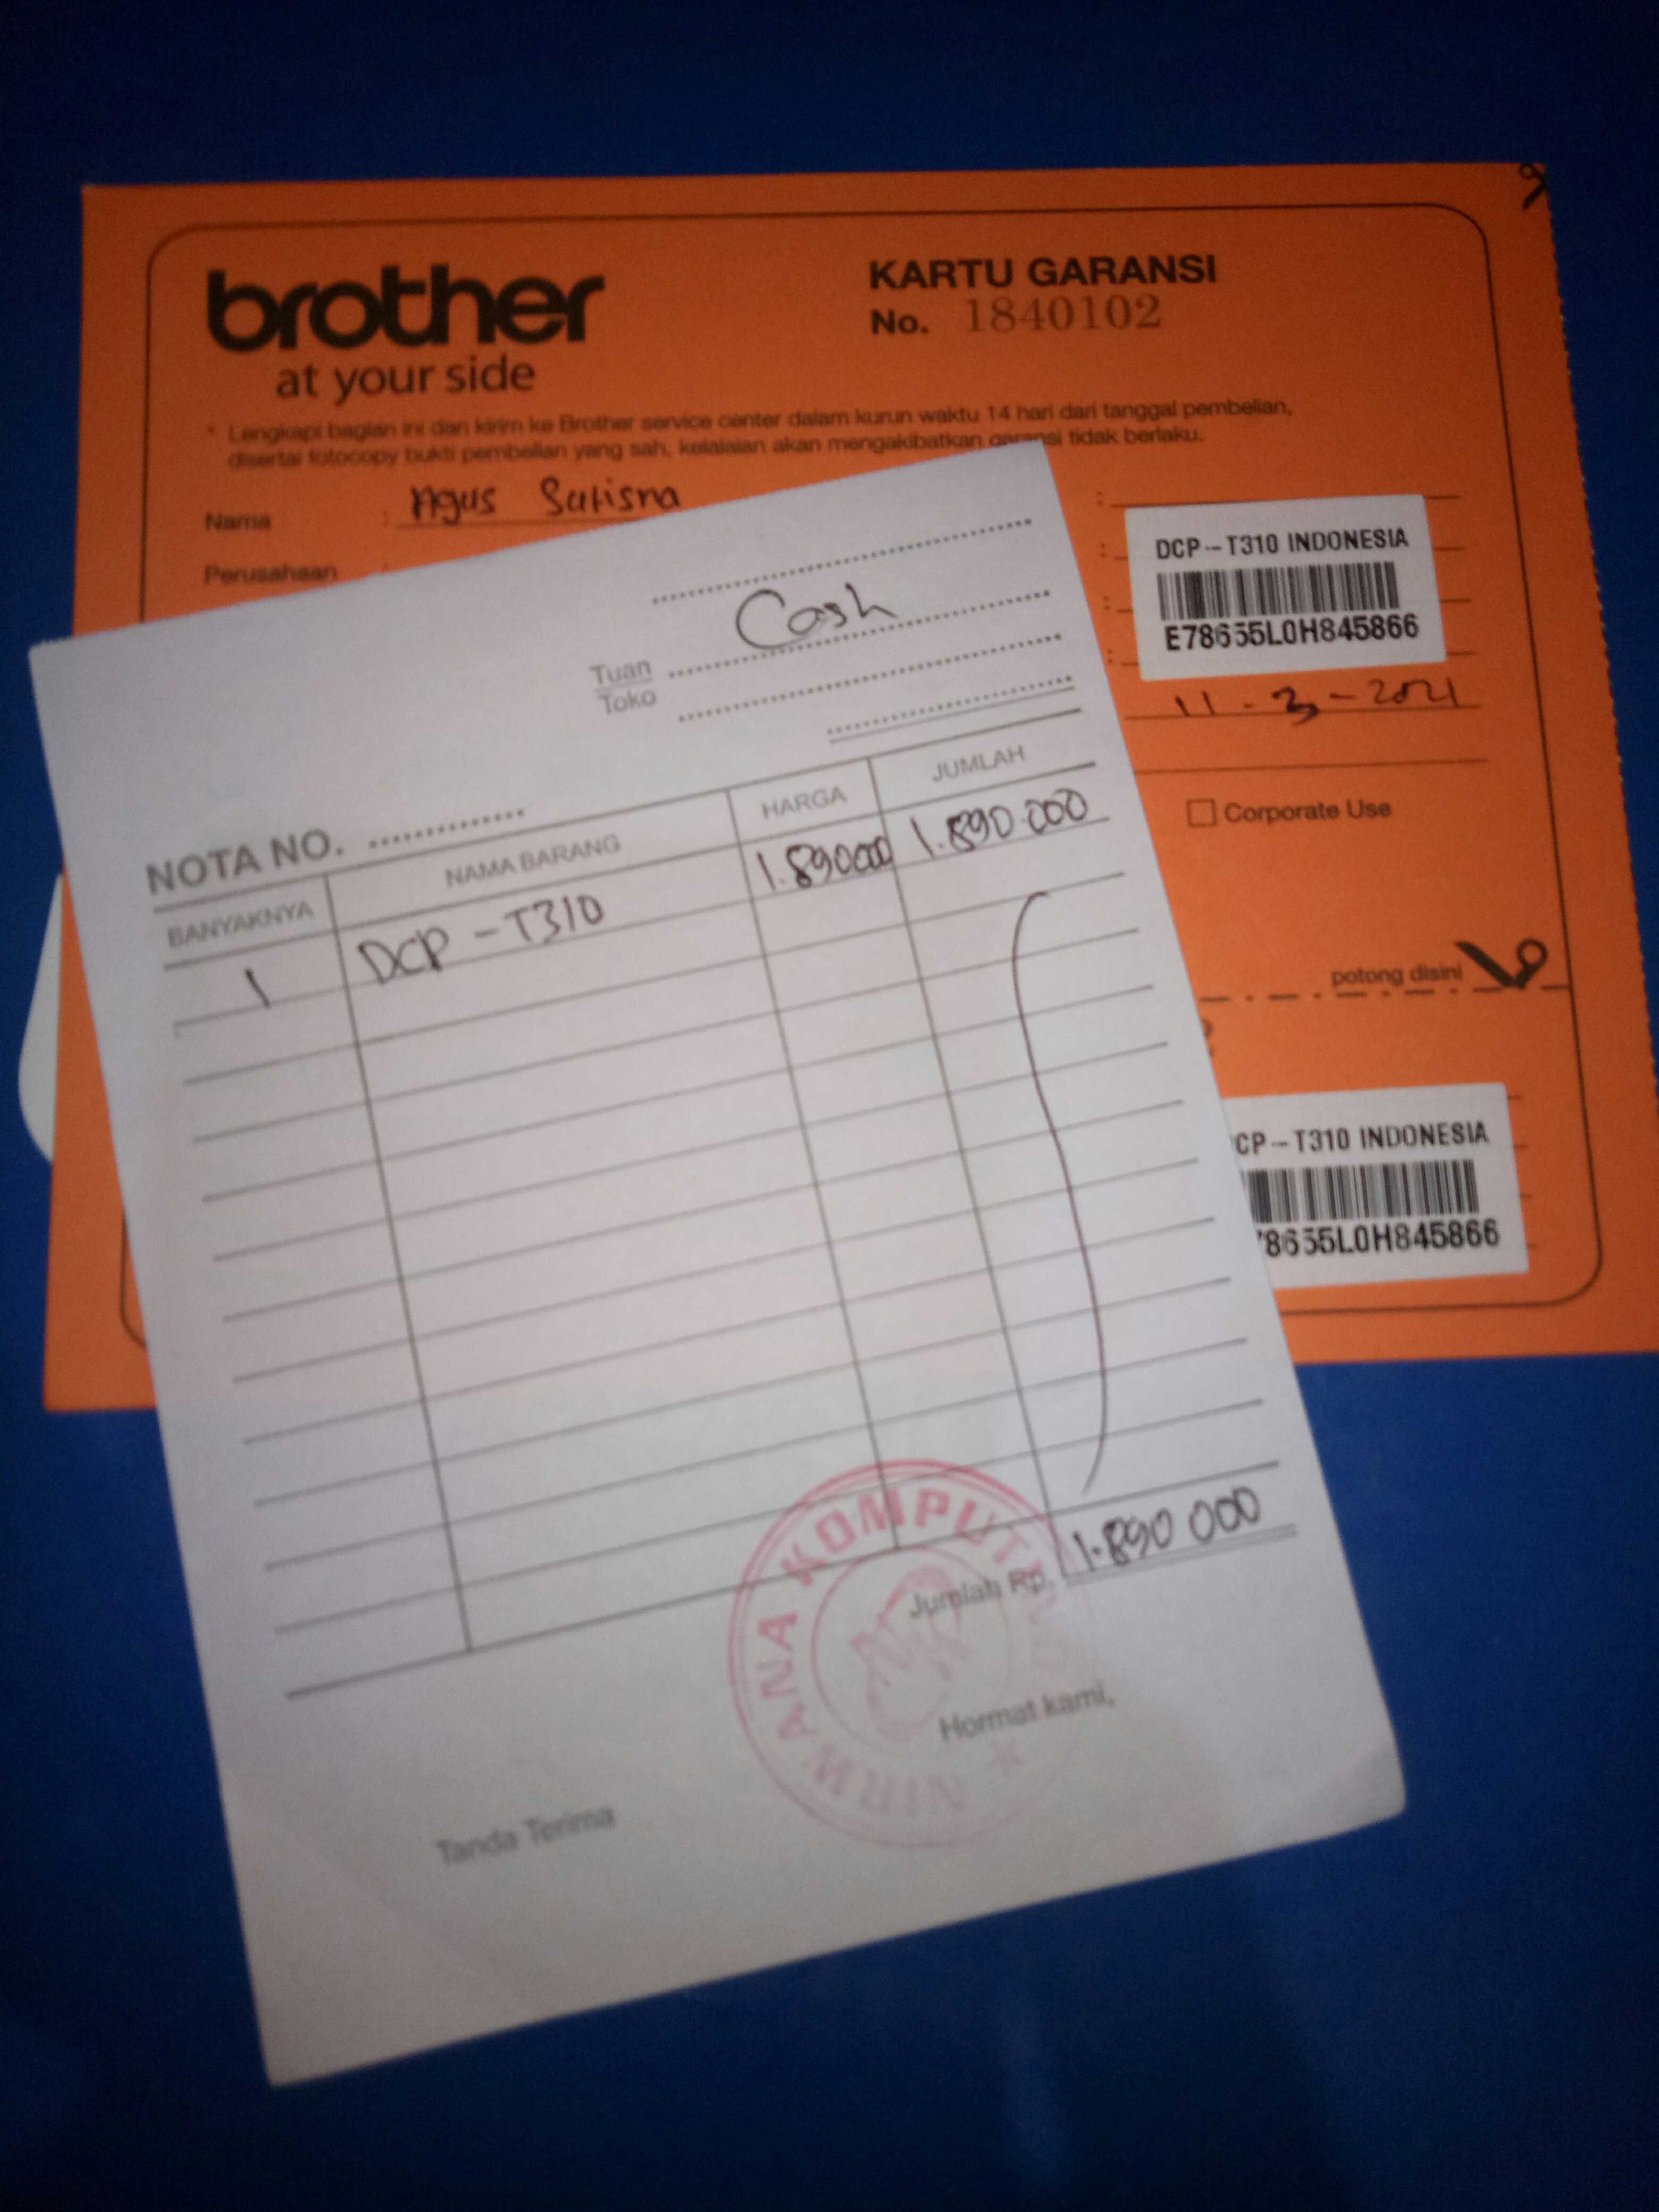 brother
at your side
KARTU GARANSI
No. 1840102
* Lengkapi bagian ini dan kirim ke Brother service center dalam kurun waktu 14 hari dari tanggal pembelian,
disertai fotocopy bukti pembelian yang sah, kelalaian akan mengakibatkan garansi tidak berlaku.
Nama : Agus Sutisna
Perusahaan :
DCP-T310 INDONESIA
E78655L0H845866
11-3-2021
Corporate Use
potong disini
CP-T310 INDONESIA
78655L0H845866
Cash
Tuan
Toko
NOTA NO.
BANYAKNYA NAMA BARANG HARGA JUMLAH
1 DCP-T310 1.890000 1.890.000
Jumlah Rp. 1.890 000
NIRWANA KOMPUT
Tanda Terima
Hormat kami,